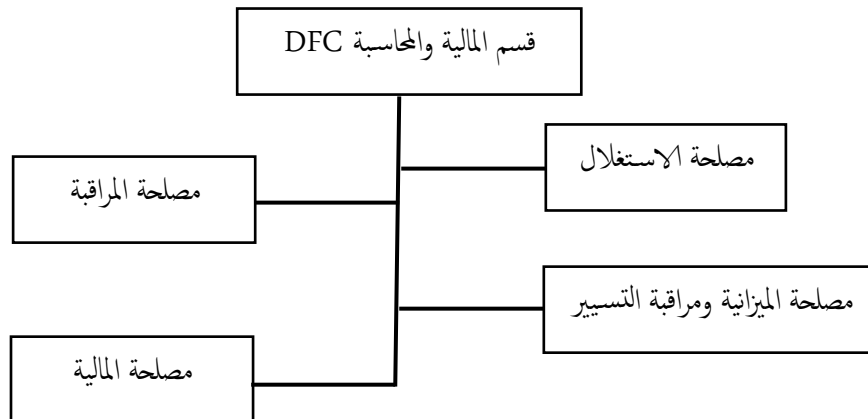 قسم المالية والمحاسبة DFC
مصلحة الاستغلال
مصلحة المراقبة
مصلحة الميزانية ومراقبة التسيير
مصلحة المالية